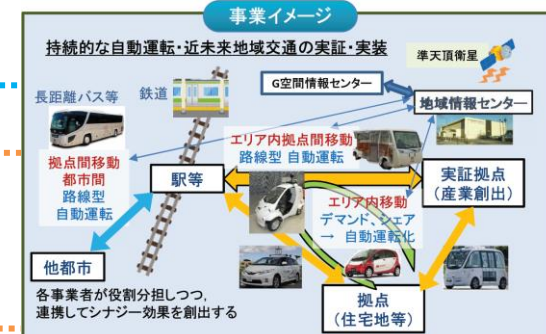 事業イメージ
持続的な自動運転・近未来地域交通の実証・実装
準天頂衛星
G空間情報センター
長距離バス等
鉄道
地域情報センター
エリア内拠点間移動
路線型 自動運転
拠点間移動
都市間
路線型
自動運転
駅等
実証拠点
(産業創出)
エリア内移動
デマンド、シェア
→ 自動運転化
他都市
各事業者が役割分担しつつ,
連携してシナジー効果を創出する
拠点
(住宅地等)